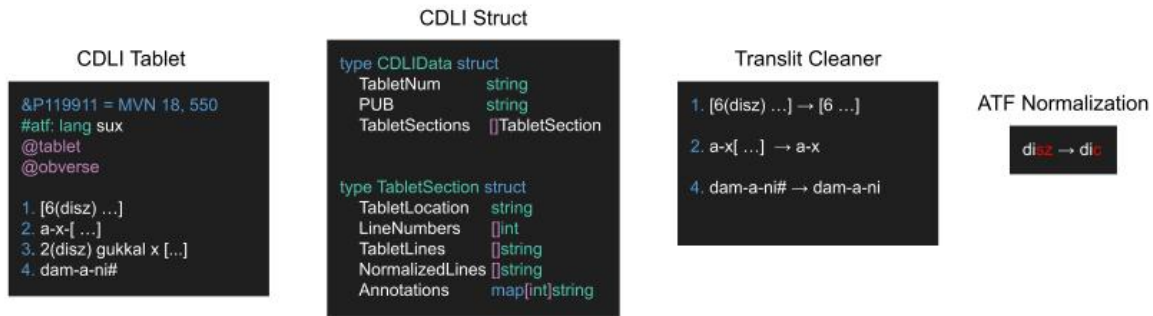 CDLI Tablet
&P119911 = MVN 18, 550
#atf: lang sux
@tablet
@obverse
1. [6(disz) ...]
2. a-x-[ ...]
3. 2(disz) gukkal x [...]
4. dam-a-ni#
CDLI Struct
type CDLIData struct
TabletNum string
PUB string
TabletSections []TabletSection
type TabletSection struct
TabletLocation string
LineNumbers []int
TabletLines []string
NormalizedLines []string
Annotations map[int]string
Translit Cleaner
1. [6(disz) ...] → [6 ...]
2. a-x[ ...] → a-x
4. dam-a-ni# → dam-a-ni
ATF Normalization
disz → dic